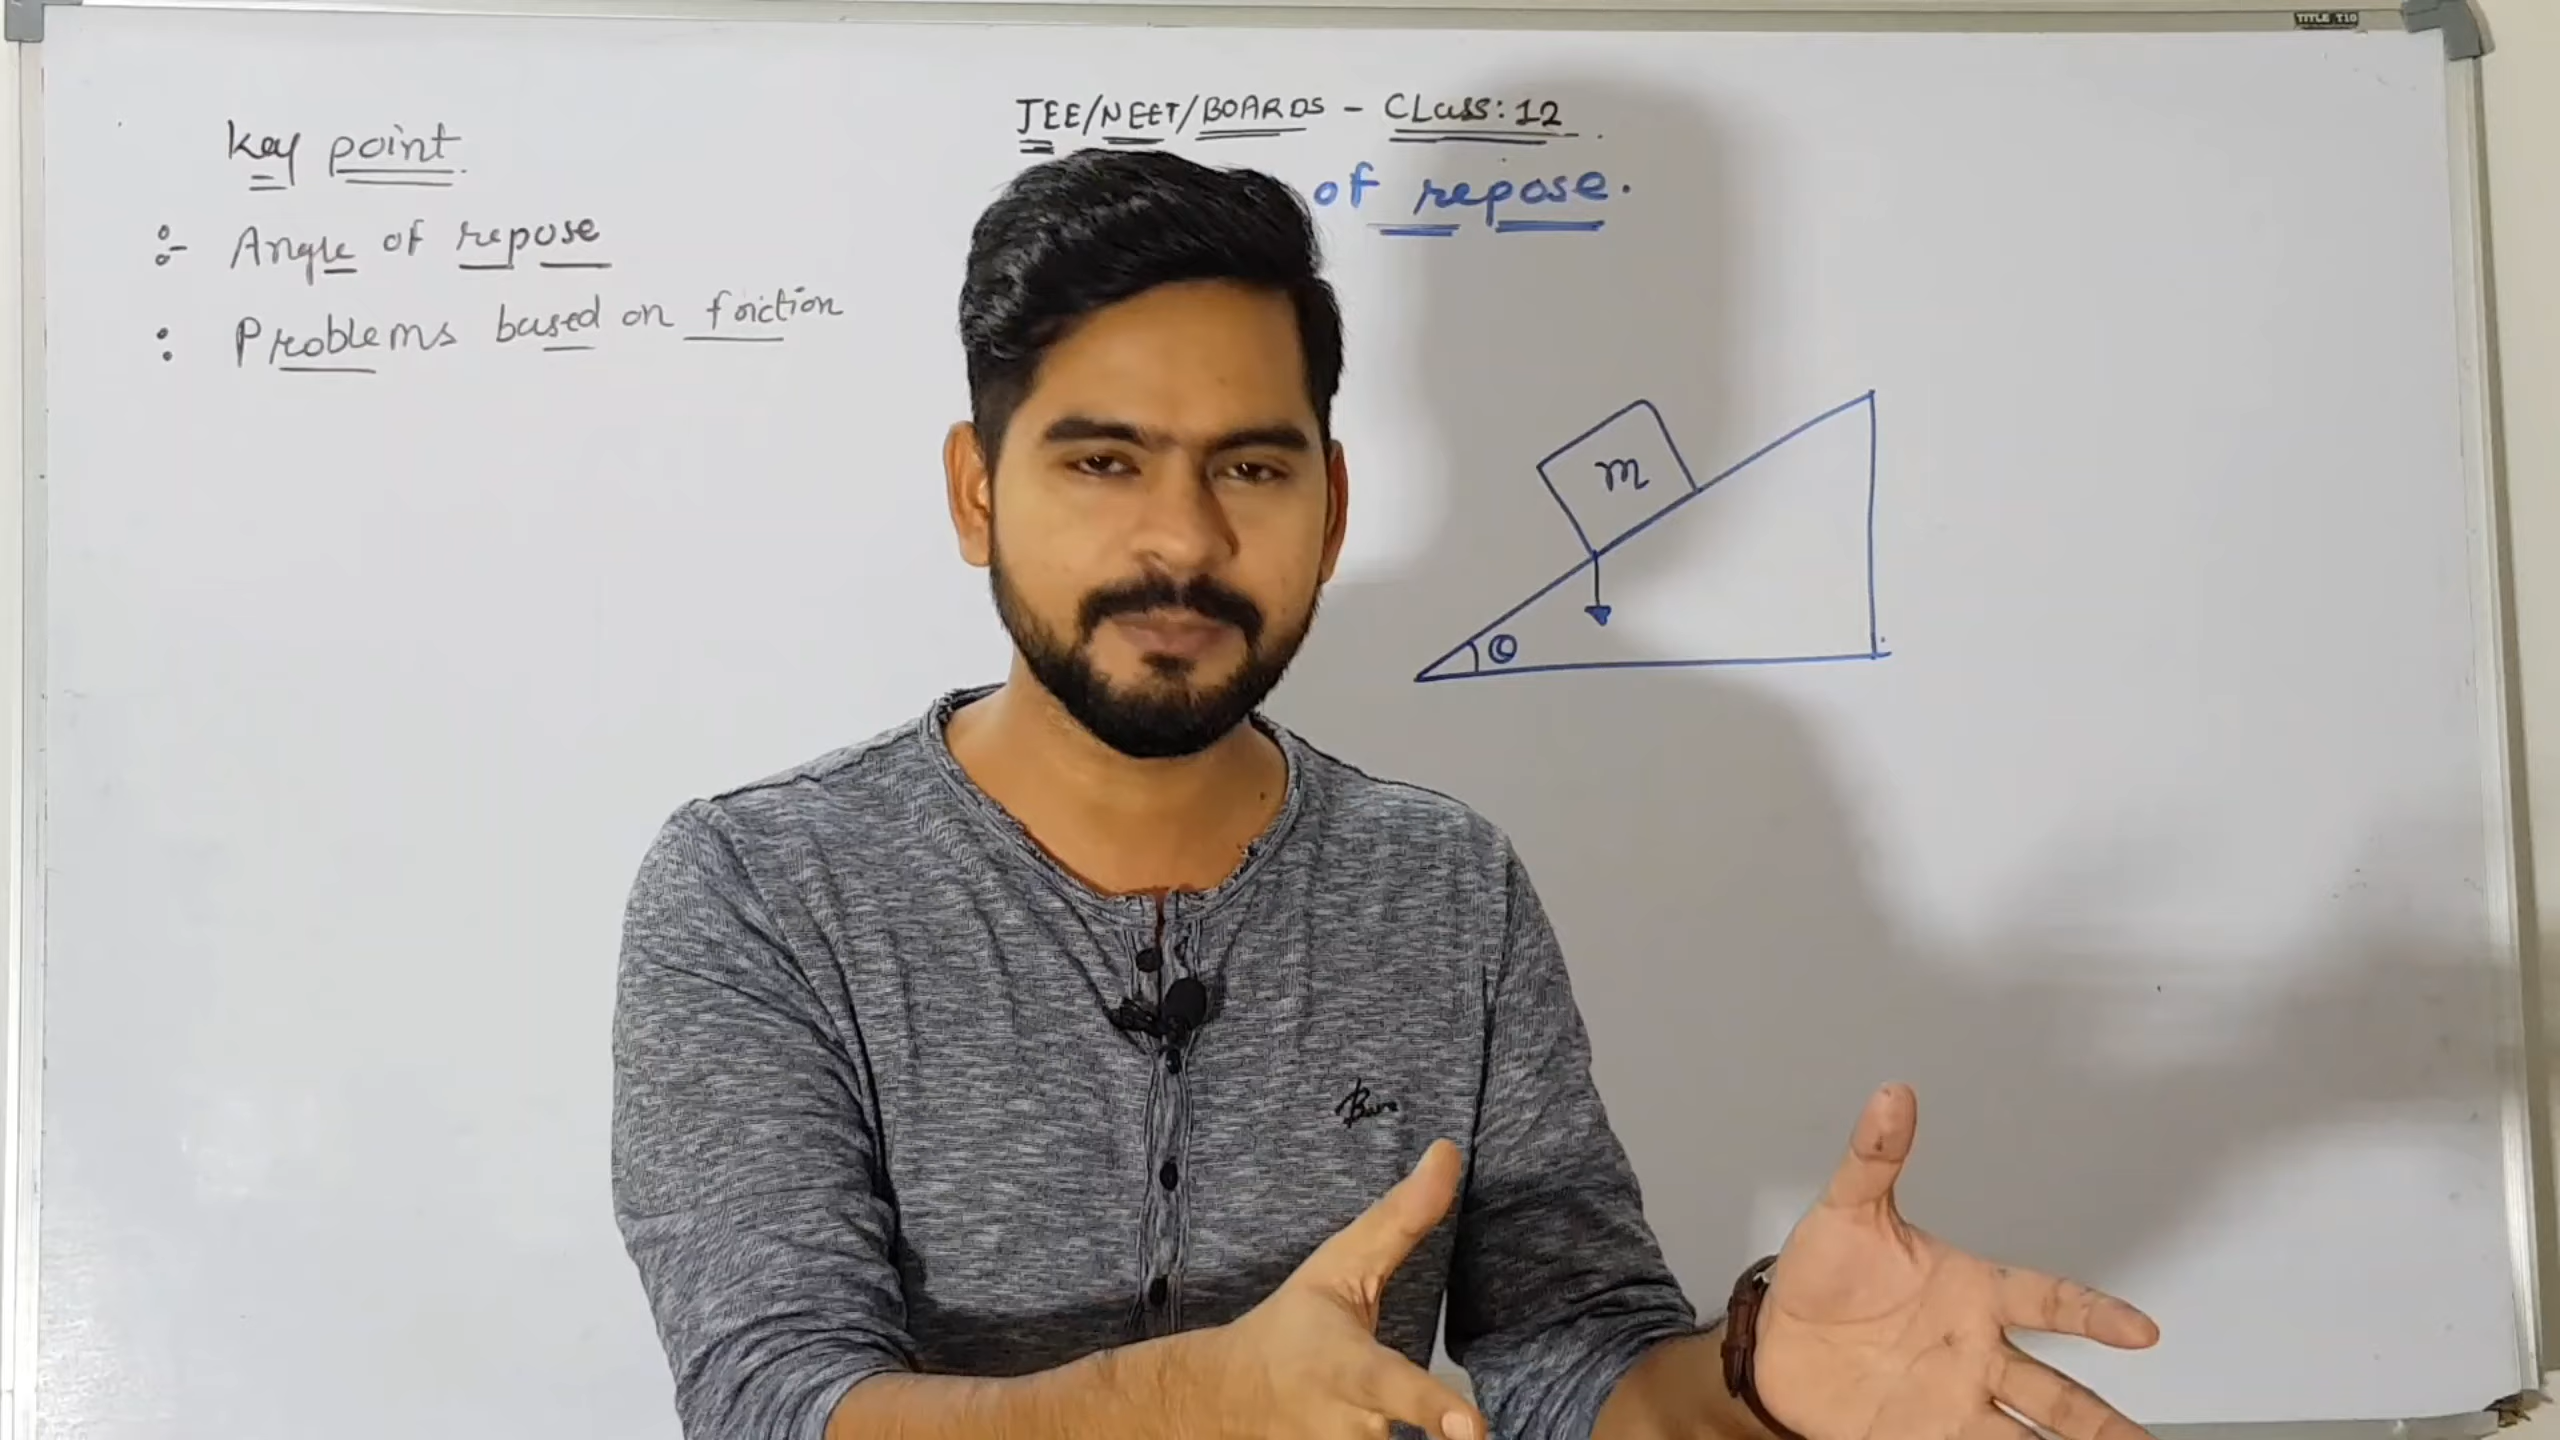 TITLE T10
JEE/NEET/BOARDS - CLass: 12
of repose.
Key point.
:- Angle of repose
: Problems based on friction
m
θ